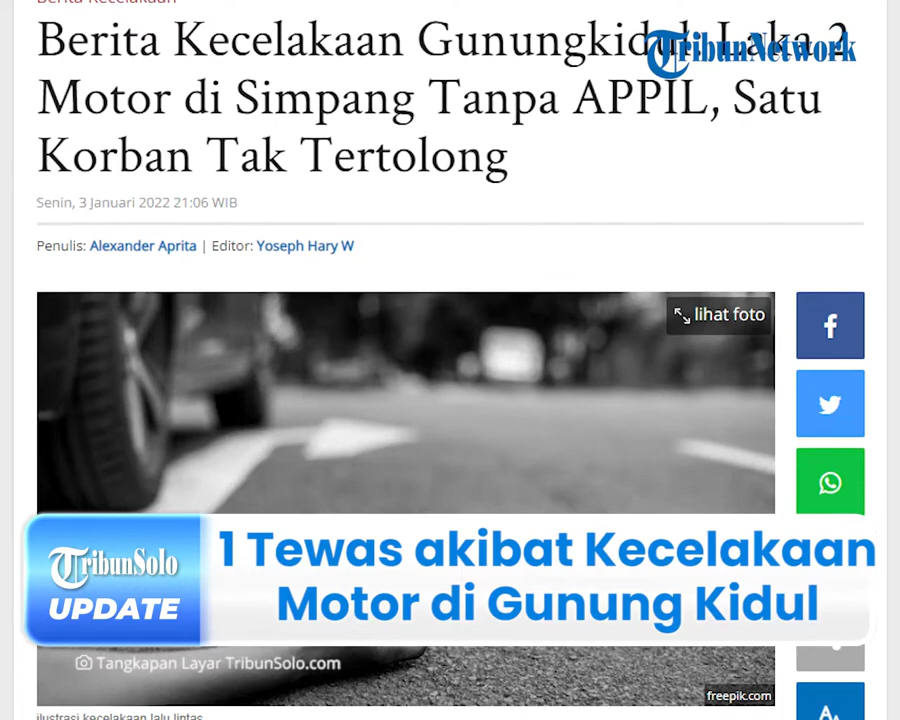 Berita Kecelakaan
Berita Kecelakaan Gunungkidul: Laka 2
TribunNetwork
Motor di Simpang Tanpa APPIL, Satu
Korban Tak Tertolong
Senin, 3 Januari 2022 21:06 WIB
Penulis: Alexander Aprita | Editor: Yoseph Hary W
lihat foto
TribunSolo
UPDATE
1 Tewas akibat Kecelakaan
Motor di Gunung Kidul
Tangkapan Layar TribunSolo.com
freepik.com
ilustrasi kecelakaan lalu lintas